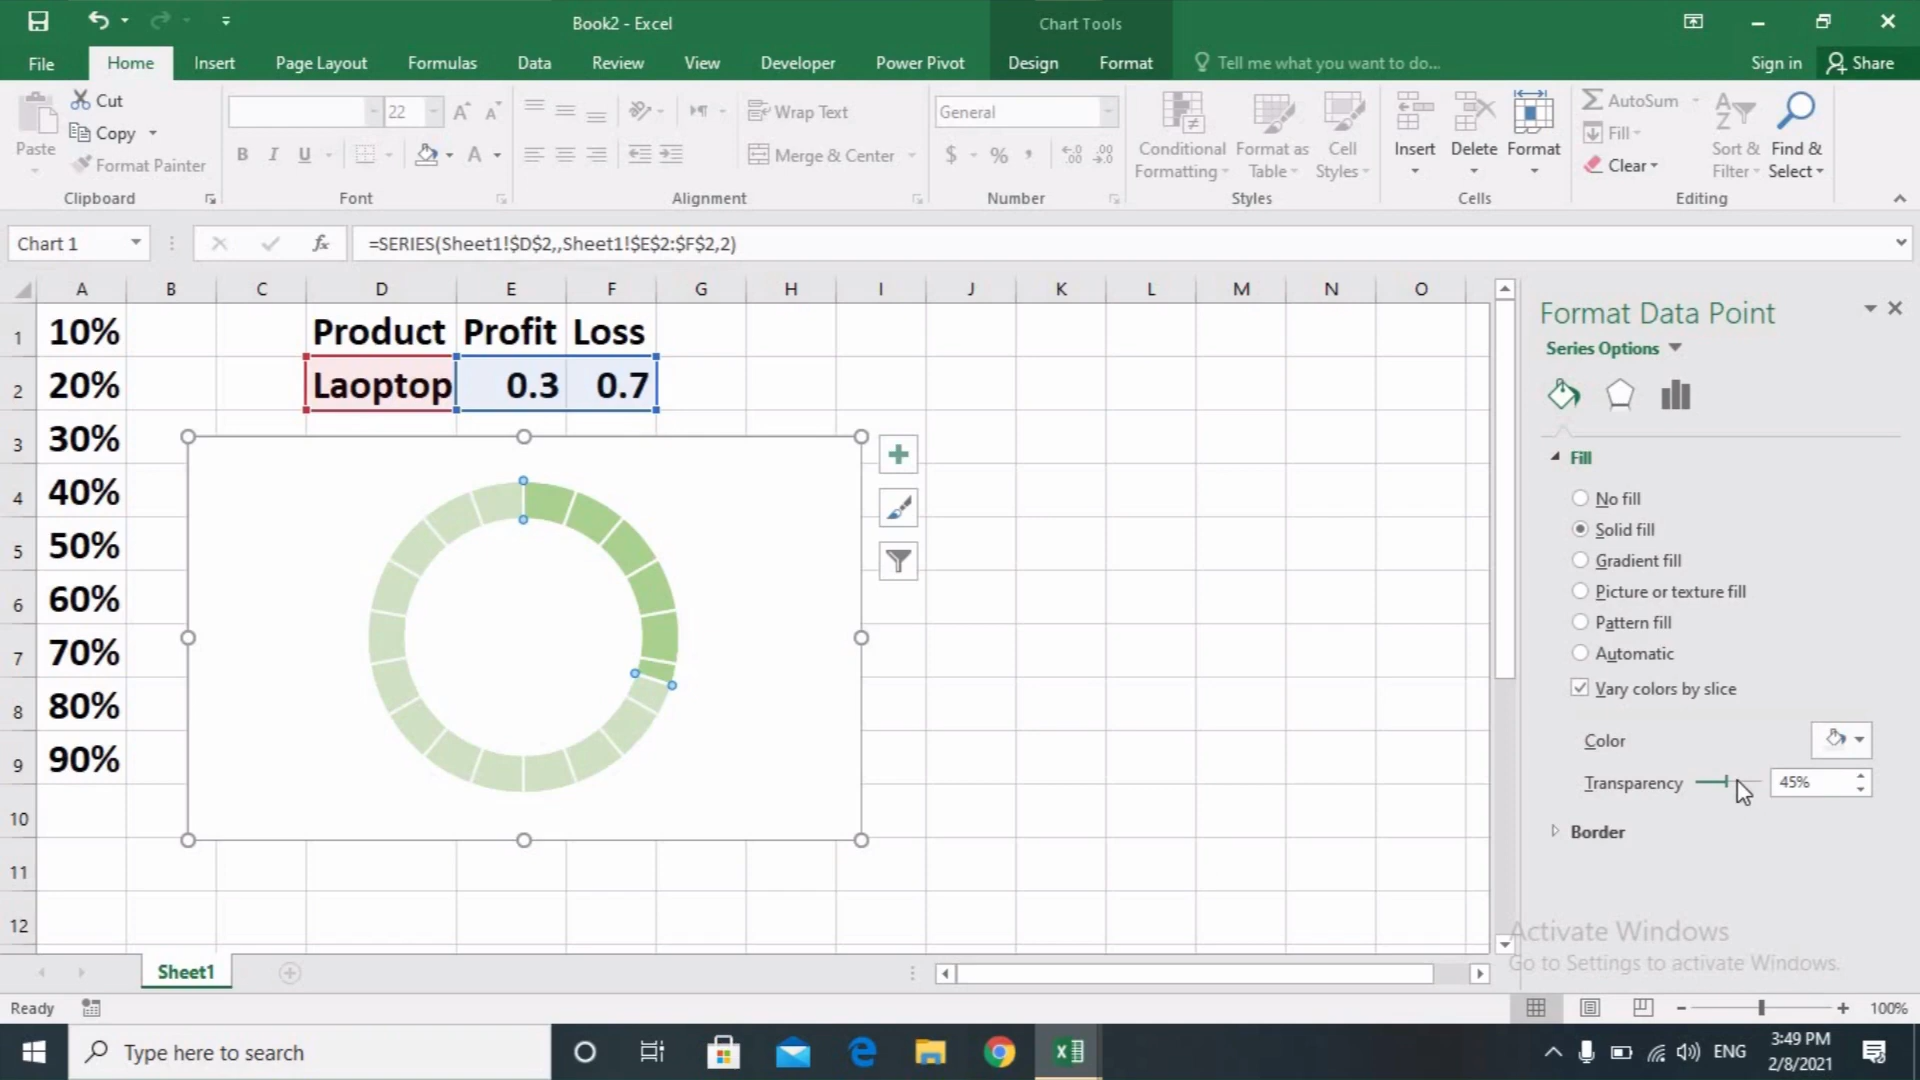 Book2 - Excel
Chart Tools
File Home Insert Page Layout Formulas Data Review View Developer Power Pivot Design Format Tell me what you want to do... Sign in Share
Paste
Cut
Copy
Format Painter
Clipboard
22
B I U
Font
Wrap Text
Merge & Center
Alignment
General
$ % ,
Number
Conditional Formatting
Format as Table
Cell Styles
Styles
Insert Delete Format
Cells
AutoSum
Fill
Clear
Sort & Filter
Find & Select
Editing
Chart 1
fx
=SERIES(Sheet1!$D$2,,Sheet1!$E$2:$F$2,2)
A B C D E F G H I J K L M N O
1 10% Product Profit Loss
2 20% Laoptop 0.3 0.7
3 30%
4 40%
5 50%
6 60%
7 70%
8 80%
9 90%
10
11
12
Format Data Point
Series Options
Fill
No fill
Solid fill
Gradient fill
Picture or texture fill
Pattern fill
Automatic
Vary colors by slice
Color
Transparency 45%
Border
Activate Windows
Go to Settings to activate Windows.
Sheet1
Ready
100%
Type here to search
ENG
3:49 PM
2/8/2021